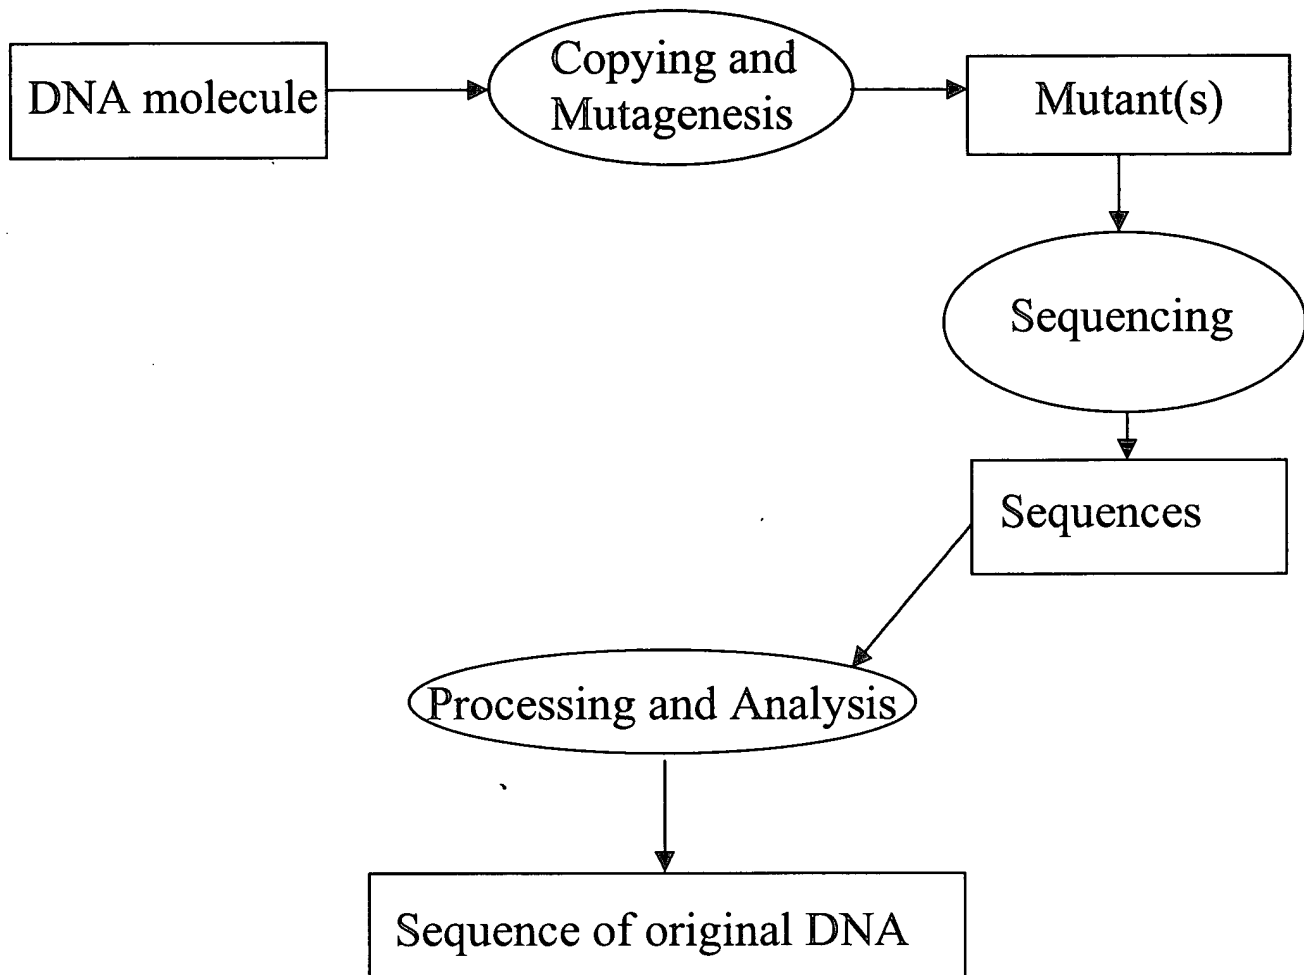 DNA molecule
Copying and
Mutagenesis
Mutant(s)
Sequencing
Sequences
Processing and Analysis
Sequence of original DNA